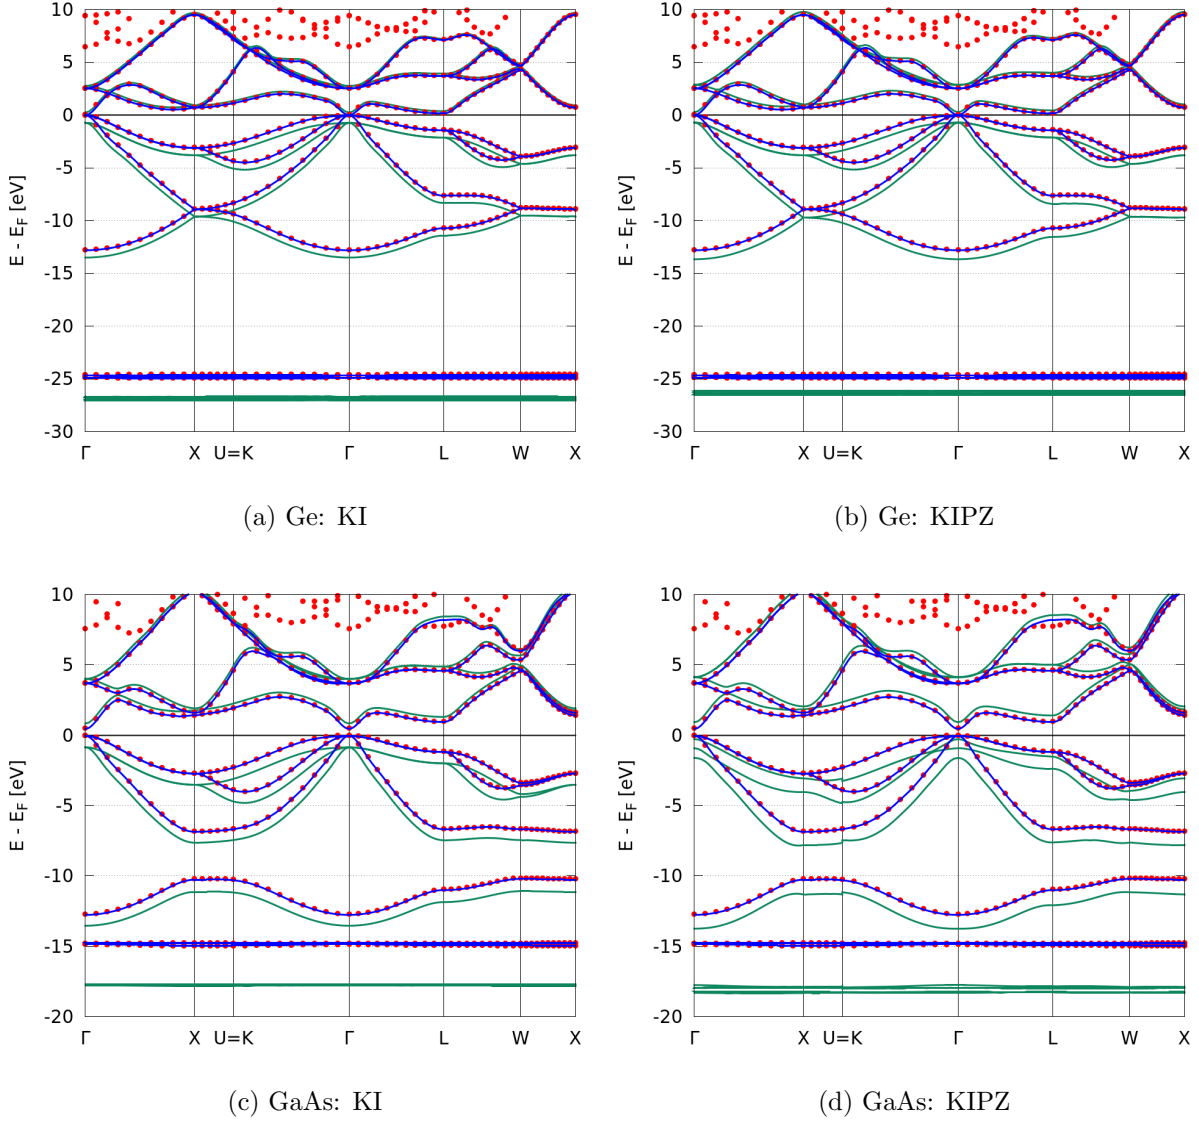 10
5
0
-5
-10
-15
-20
-25
-30
E - E_F [eV]
Γ X U=K Γ L W X
(a) Ge: KI
10
5
0
-5
-10
-15
-20
-25
-30
E - E_F [eV]
Γ X U=K Γ L W X
(b) Ge: KIPZ
10
5
0
-5
-10
-15
-20
E - E_F [eV]
Γ X U=K Γ L W X
(c) GaAs: KI
10
5
0
-5
-10
-15
-20
E - E_F [eV]
Γ X U=K Γ L W X
(d) GaAs: KIPZ